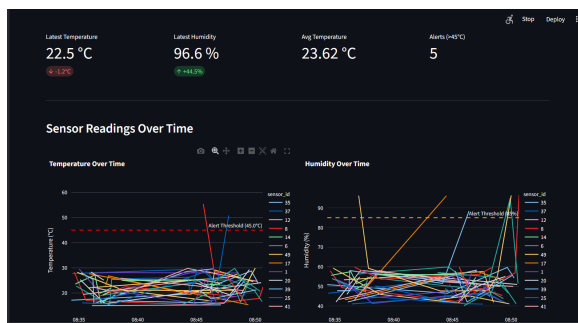 Stop Deploy
Latest Temperature
22.5 °C
↓ -1.2°C
Latest Humidity
96.6 %
↑ +44.5%
Avg Temperature
23.62 °C
Alerts (>45°C)
5
Sensor Readings Over Time
Temperature Over Time
Temperature (°C)
60
50
40
30
20
Alert Threshold (45.0°C)
08:35
08:40
08:45
08:50
sensor_id
35
37
12
8
14
6
49
17
1
20
39
25
41
Humidity Over Time
Humidity (%)
90
80
70
60
50
40
Alert Threshold (85%)
08:35
08:40
08:45
08:50
sensor_id
35
37
12
8
14
6
49
17
1
20
39
25
41